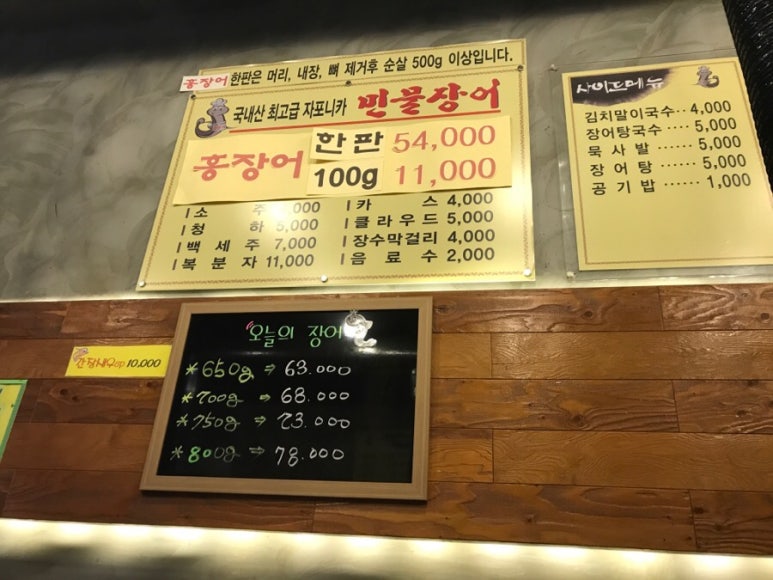 홍장어 한판은 머리, 내장, 뼈 제거후 순살 500g 이상입니다.
국내산 최고급 자포니카 민물장어
홍장어 한판 54,000
100g 11,000
소 주 ,000
청 하 5,000
백 세 주 7,000
복 분 자 11,000
카 스 4,000
클라우드 5,000
장수막걸리 4,000
음 료 수 2,000
사이드메뉴
김치말이국수·· 4,000
장어탕국수 ···· 5,000
묵 사 발 ······ 5,000
장 어 탕 ······ 5,000
공 기 밥 ······ 1,000
간장새우 10,000
"오늘의 장어"
*650g ⇒ 63.000
*700g ⇒ 68.000
*750g ⇒ 73.000
*800g ⇒ 78.000